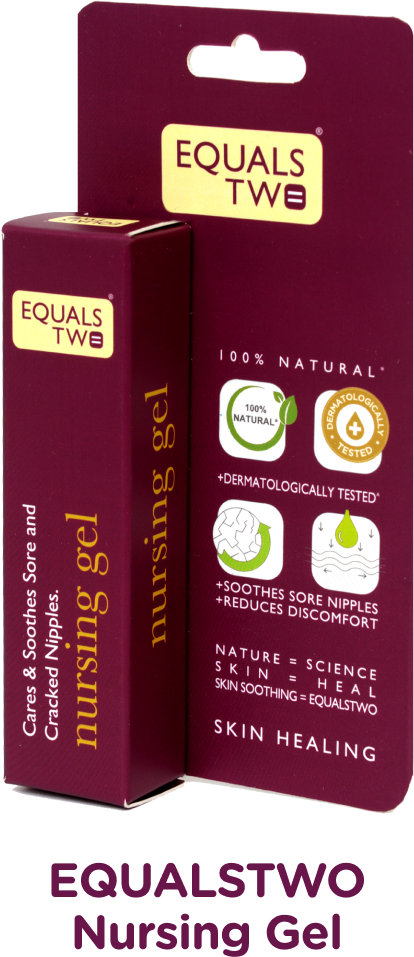 EQUALS
TWO
®
100% NATURAL*
100%
NATURAL*
DERMATOLOGICALLY
TESTED
+DERMATOLOGICALLY TESTED*
+SOOTHES SORE NIPPLES
+REDUCES DISCOMFORT
NATURE = SCIENCE
SKIN = HEAL
SKIN SOOTHING = EQUALSTWO
SKIN HEALING
EQUALS
TWO
®
EQUALS
TWO
Cares & Soothes Sore and
Cracked Nipples.
nursing gel
nursing gel
EQUALSTWO
Nursing Gel